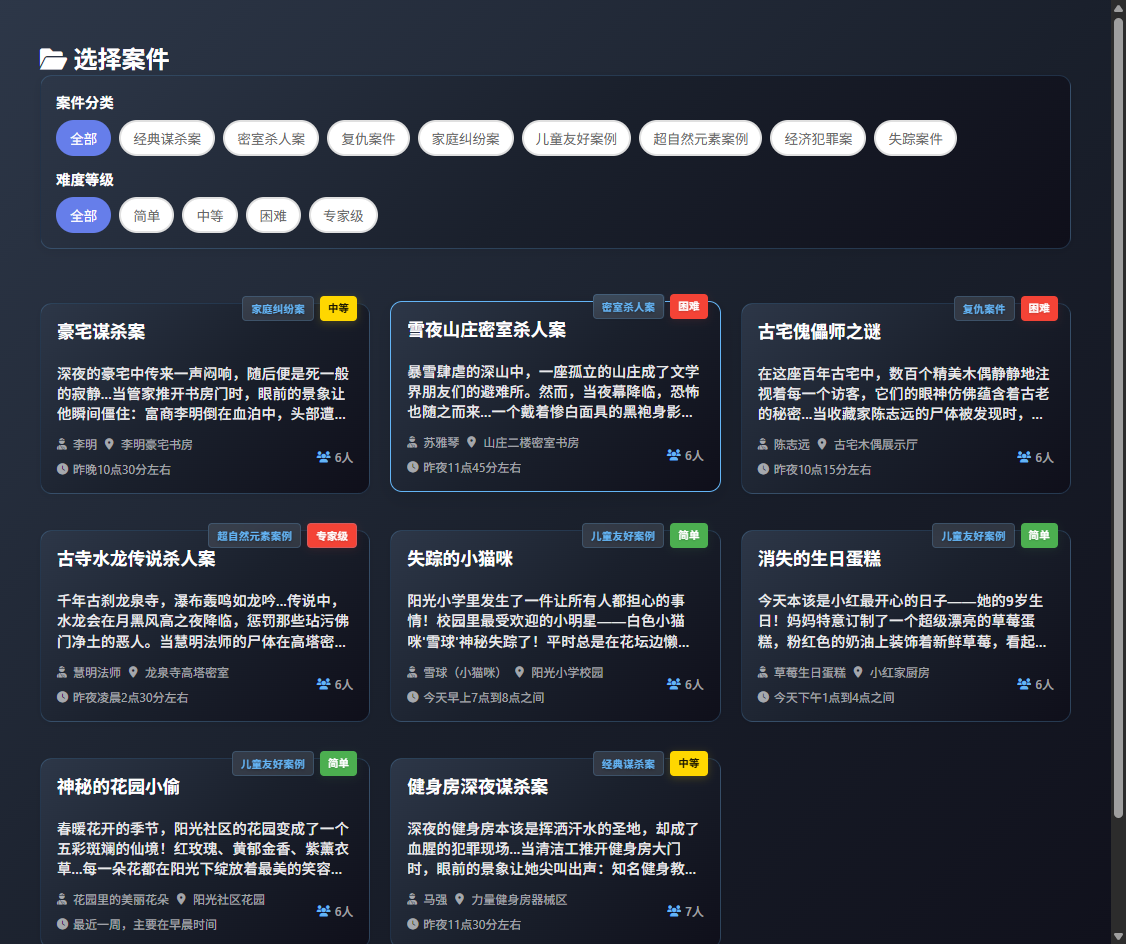 选择案件
案件分类
全部 经典谋杀案 密室杀人案 复仇案件 家庭纠纷案 儿童友好案例 超自然元素案例 经济犯罪案 失踪案件
难度等级
全部 简单 中等 困难 专家级
家庭纠纷案 中等
豪宅谋杀案
深夜的豪宅中传来一声闷响，随后便是死一般
的寂静...当管家推开书房门时，眼前的景象让
他瞬间僵住：富商李明倒在血泊中，头部遭...
李明 李明豪宅书房
昨晚10点30分左右
6人
密室杀人案 困难
雪夜山庄密室杀人案
暴雪肆虐的深山中，一座孤立的山庄成了文学
界朋友们的避难所。然而，当夜幕降临，恐怖
也随之而来...一个戴着惨白面具的黑袍身影...
苏雅琴 山庄二楼密室书房
昨夜11点45分左右
6人
复仇案件 困难
古宅傀儡师之谜
在这座百年古宅中，数百个精美木偶静静地注
视着每一个访客，它们的眼神仿佛蕴含着古老
的秘密...当收藏家陈志远的尸体被发现时，...
陈志远 古宅木偶展示厅
昨夜10点15分左右
6人
超自然元素案例 专家级
古寺水龙传说杀人案
千年古刹龙泉寺，瀑布轰鸣如龙吟...传说中，
水龙会在月黑风高之夜降临，惩罚那些玷污佛
门净土的恶人。当慧明法师的尸体在高塔密...
慧明法师 龙泉寺高塔密室
昨夜凌晨2点30分左右
6人
儿童友好案例 简单
失踪的小猫咪
阳光小学里发生了一件让所有人都担心的事
情！校园里最受欢迎的小明星——白色小猫
咪'雪球'神秘失踪了！平时总是在花坛边懒...
雪球（小猫咪） 阳光小学校园
今天早上7点到8点之间
6人
儿童友好案例 简单
消失的生日蛋糕
今天本该是小红最开心的日子——她的9岁生
日！妈妈特意订制了一个超级漂亮的草莓蛋
糕，粉红色的奶油上装饰着新鲜草莓，看起...
草莓生日蛋糕 小红家厨房
今天下午1点到4点之间
6人
儿童友好案例 简单
神秘的花园小偷
春暖花开的季节，阳光社区的花园变成了一个
五彩斑斓的仙境！红玫瑰、黄郁金香、紫薰衣
草...每一朵花都在阳光下绽放着最美的笑容...
花园里的美丽花朵 阳光社区花园
最近一周，主要在早晨时间
6人
经典谋杀案 中等
健身房深夜谋杀案
深夜的健身房本该是挥洒汗水的圣地，却成了
血腥的犯罪现场...当清洁工推开健身房大门
时，眼前的景象让她尖叫出声：知名健身教...
马强 力量健身房器械区
昨夜11点30分左右
7人